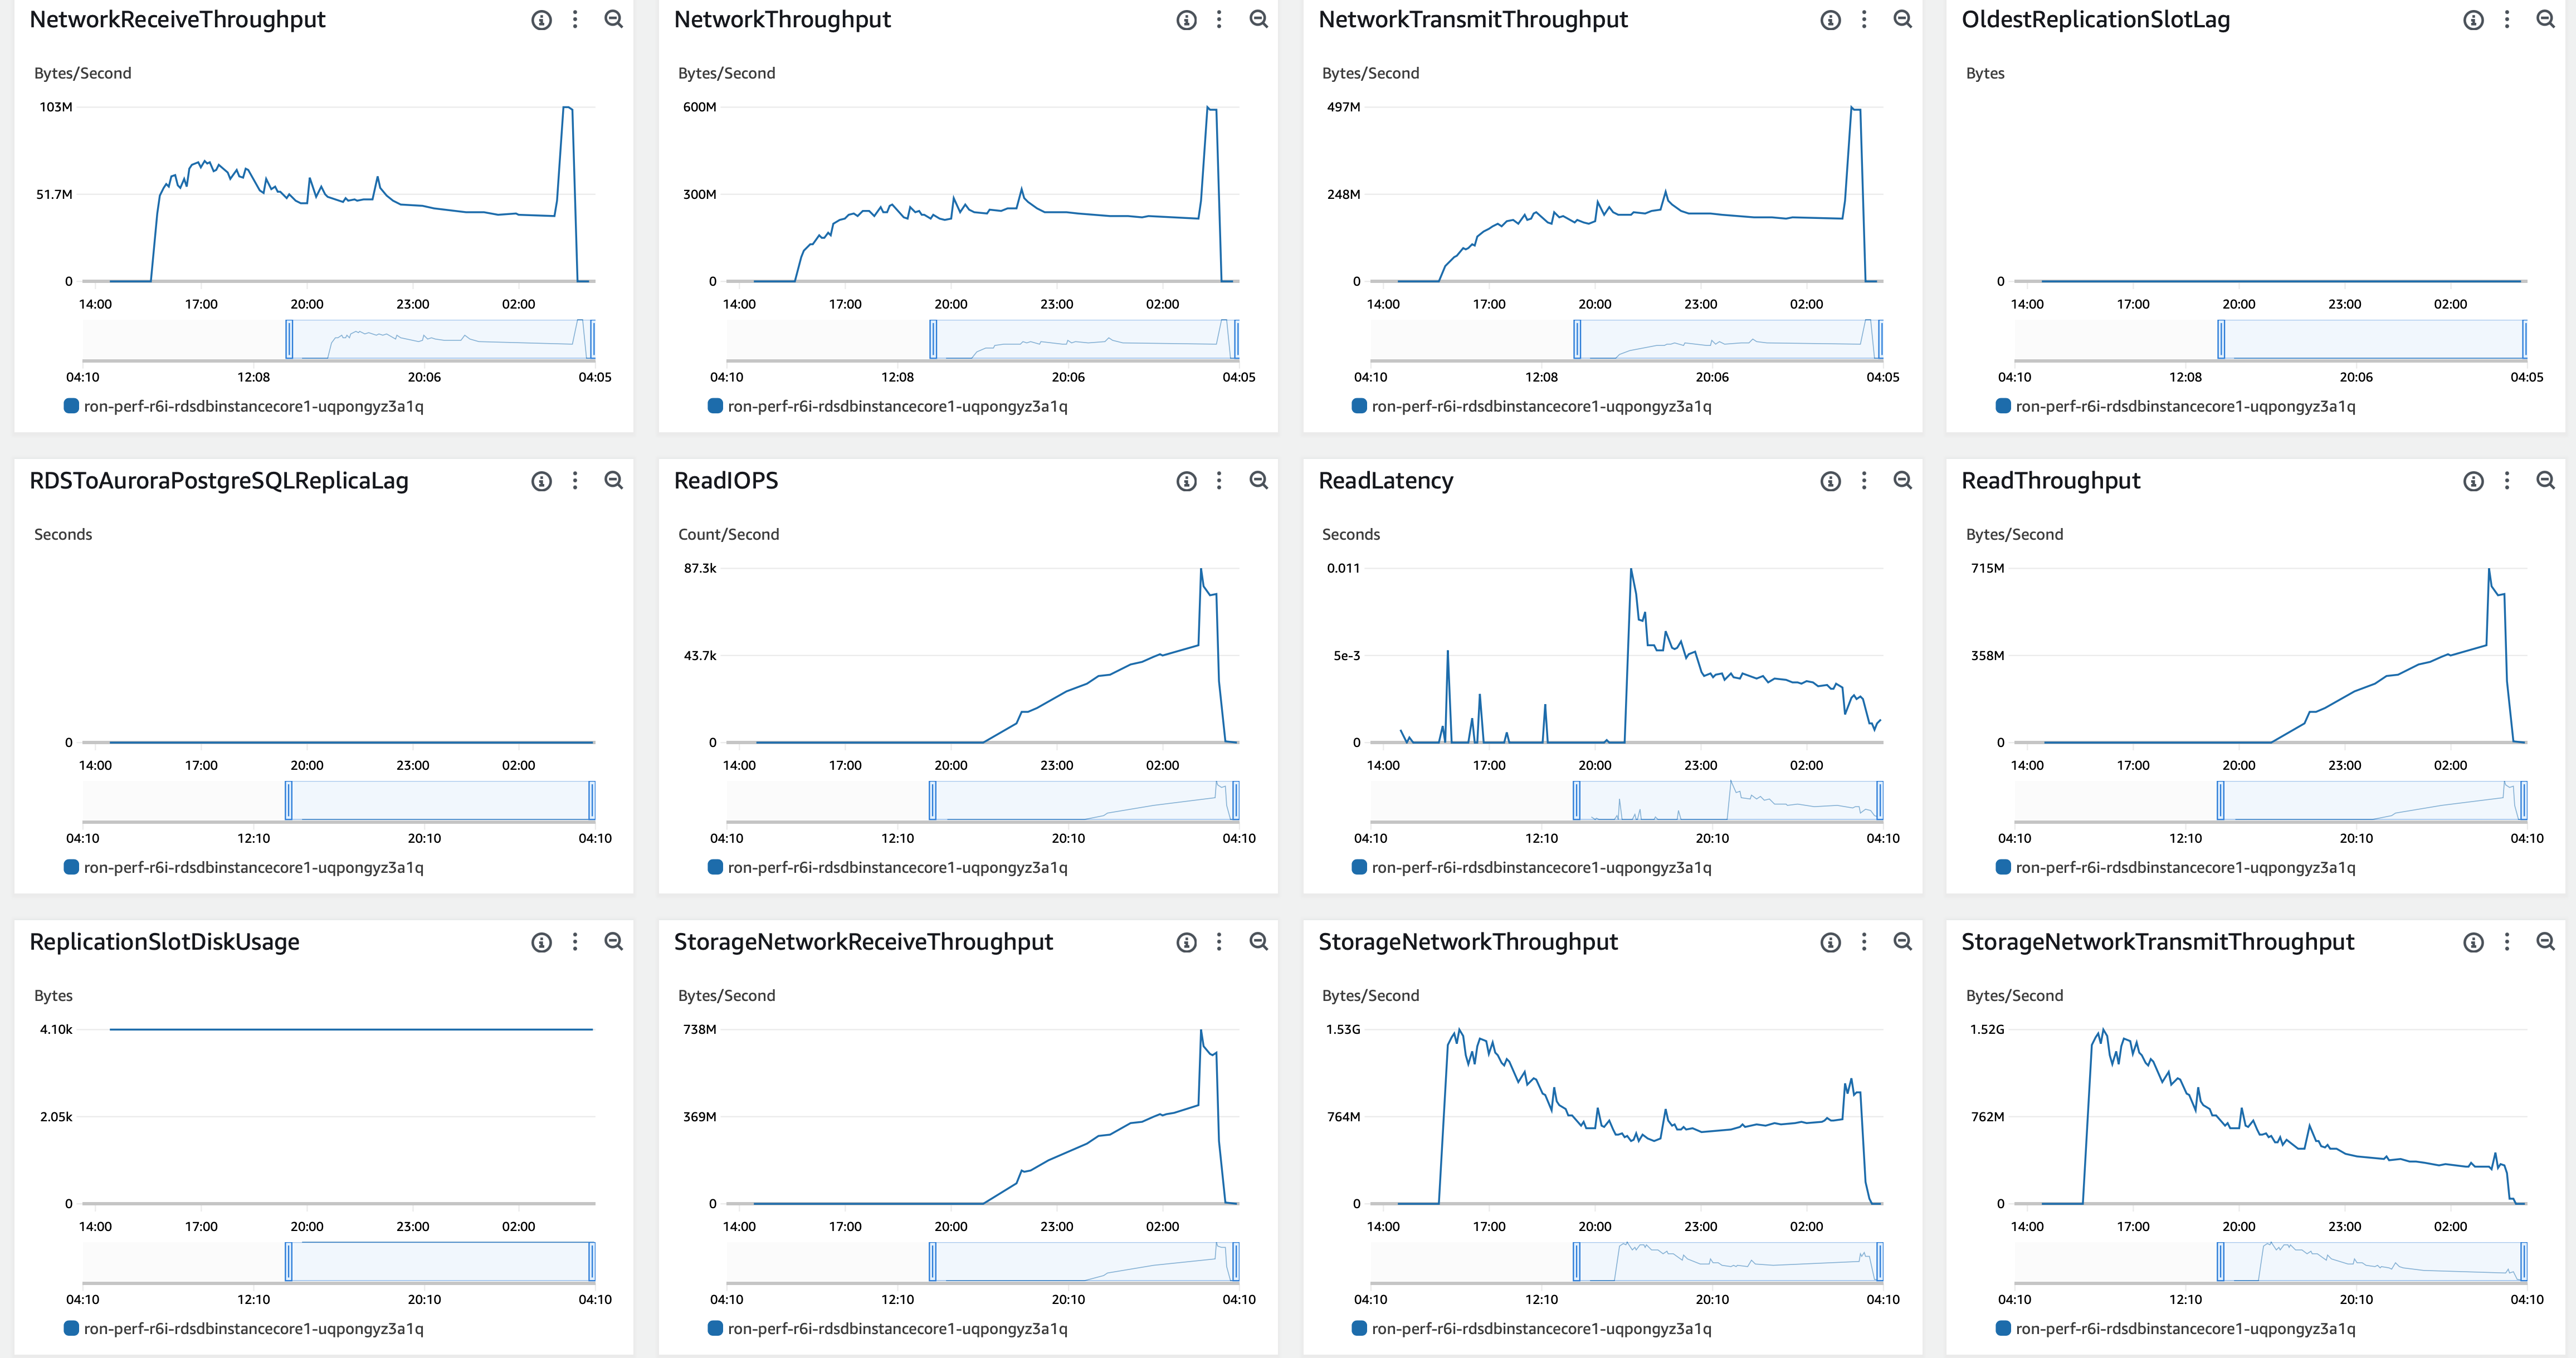 NetworkReceiveThroughput
Bytes/Second
103M
51.7M
0
14:00 17:00 20:00 23:00 02:00
04:10 12:08 20:06 04:05
ron-perf-r6i-rdsdbinstancecore1-uqpongyz3a1q
NetworkThroughput
Bytes/Second
600M
300M
0
14:00 17:00 20:00 23:00 02:00
04:10 12:08 20:06 04:05
ron-perf-r6i-rdsdbinstancecore1-uqpongyz3a1q
NetworkTransmitThroughput
Bytes/Second
497M
248M
0
14:00 17:00 20:00 23:00 02:00
04:10 12:08 20:06 04:05
ron-perf-r6i-rdsdbinstancecore1-uqpongyz3a1q
OldestReplicationSlotLag
Bytes
0
14:00 17:00 20:00 23:00 02:00
04:10 12:08 20:06 04:05
ron-perf-r6i-rdsdbinstancecore1-uqpongyz3a1q
RDSToAuroraPostgreSQLReplicaLag
Seconds
0
14:00 17:00 20:00 23:00 02:00
04:10 12:10 20:10 04:10
ron-perf-r6i-rdsdbinstancecore1-uqpongyz3a1q
ReadIOPS
Count/Second
87.3k
43.7k
0
14:00 17:00 20:00 23:00 02:00
04:10 12:10 20:10 04:10
ron-perf-r6i-rdsdbinstancecore1-uqpongyz3a1q
ReadLatency
Seconds
0.011
5e-3
0
14:00 17:00 20:00 23:00 02:00
04:10 12:10 20:10 04:10
ron-perf-r6i-rdsdbinstancecore1-uqpongyz3a1q
ReadThroughput
Bytes/Second
715M
358M
0
14:00 17:00 20:00 23:00 02:00
04:10 12:10 20:10 04:10
ron-perf-r6i-rdsdbinstancecore1-uqpongyz3a1q
ReplicationSlotDiskUsage
Bytes
4.10k
2.05k
0
14:00 17:00 20:00 23:00 02:00
04:10 12:10 20:10 04:10
ron-perf-r6i-rdsdbinstancecore1-uqpongyz3a1q
StorageNetworkReceiveThroughput
Bytes/Second
738M
369M
0
14:00 17:00 20:00 23:00 02:00
04:10 12:10 20:10 04:10
ron-perf-r6i-rdsdbinstancecore1-uqpongyz3a1q
StorageNetworkThroughput
Bytes/Second
1.53G
764M
0
14:00 17:00 20:00 23:00 02:00
04:10 12:10 20:10 04:10
ron-perf-r6i-rdsdbinstancecore1-uqpongyz3a1q
StorageNetworkTransmitThroughput
Bytes/Second
1.52G
762M
0
14:00 17:00 20:00 23:00 02:00
04:10 12:10 20:10 04:10
ron-perf-r6i-rdsdbinstancecore1-uqpongyz3a1q